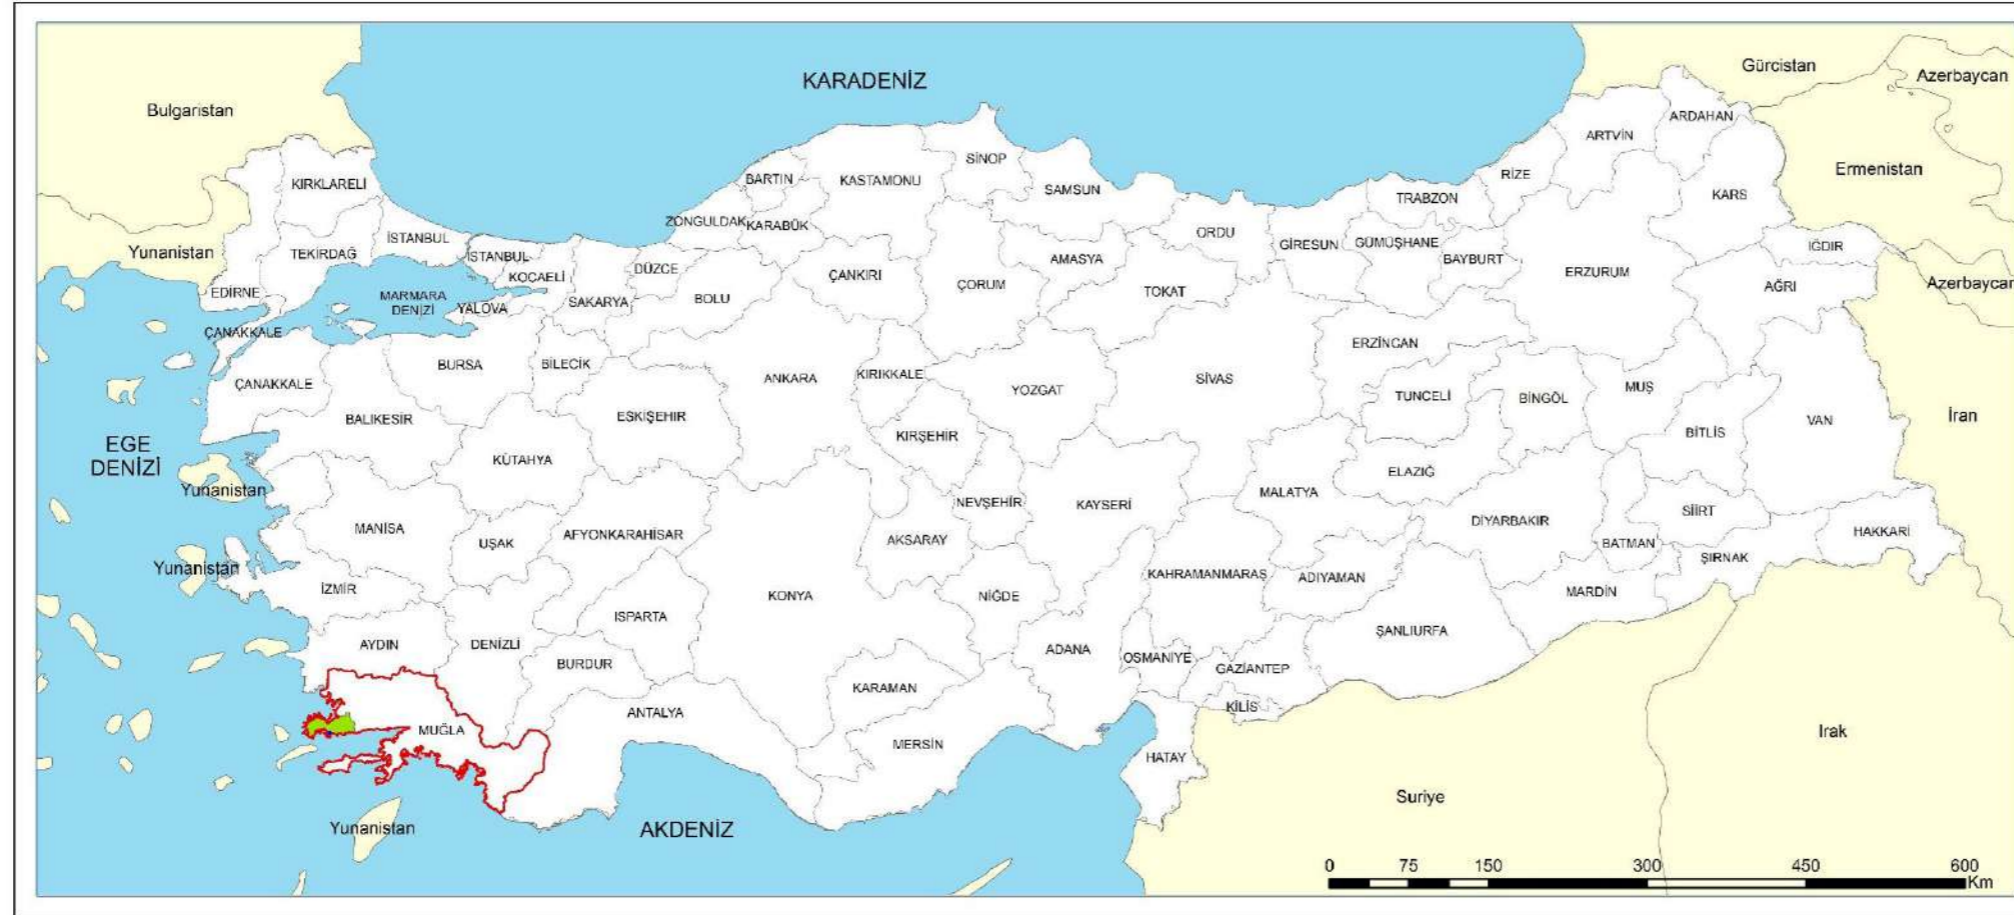 KARADENİZ
Gürcistan
Azerbaycan
Bulgaristan
ARDAHAN
ARTVİN
SİNOP
Ermenistan
BARTIN
KASTAMONU
RİZE
KIRKLARELİ
SAMSUN
TRABZON
KARS
ZONGULDAK
KARABÜK
ORDU
İSTANBUL
GİRESUN
GÜMÜŞHANE
IĞDIR
Yunanistan
TEKİRDAĞ
İSTANBUL
KOCAELİ
DÜZCE
ÇANKIRI
AMASYA
BAYBURT
ERZURUM
EDİRNE
MARMARA
DENİZİ
YALOVA
SAKARYA
BOLU
ÇORUM
TOKAT
AĞRI
Azerbaycan
ÇANAKKALE
ERZİNCAN
BURSA
BİLECİK
ÇANAKKALE
ANKARA
KIRIKKALE
YOZGAT
SİVAS
TUNCELİ
BİNGÖL
MUŞ
BALIKESİR
ESKİŞEHİR
VAN
İran
EGE
DENİZİ
KIRŞEHİR
BİTLİS
KÜTAHYA
ELAZIĞ
Yunanistan
NEVŞEHİR
KAYSERİ
MALATYA
MANİSA
UŞAK
AFYONKARAHİSAR
AKSARAY
DİYARBAKIR
SİİRT
BATMAN
HAKKARİ
Yunanistan
ŞIRNAK
İZMİR
KONYA
NİĞDE
KAHRAMANMARAŞ
ADIYAMAN
MARDİN
ISPARTA
AYDIN
DENİZLİ
ŞANLIURFA
BURDUR
ADANA
OSMANİYE
GAZİANTEP
KARAMAN
KİLİS
ANTALYA
MUĞLA
MERSİN
HATAY
Irak
Suriye
Yunanistan
AKDENİZ
0 75 150 300 450 600
Km